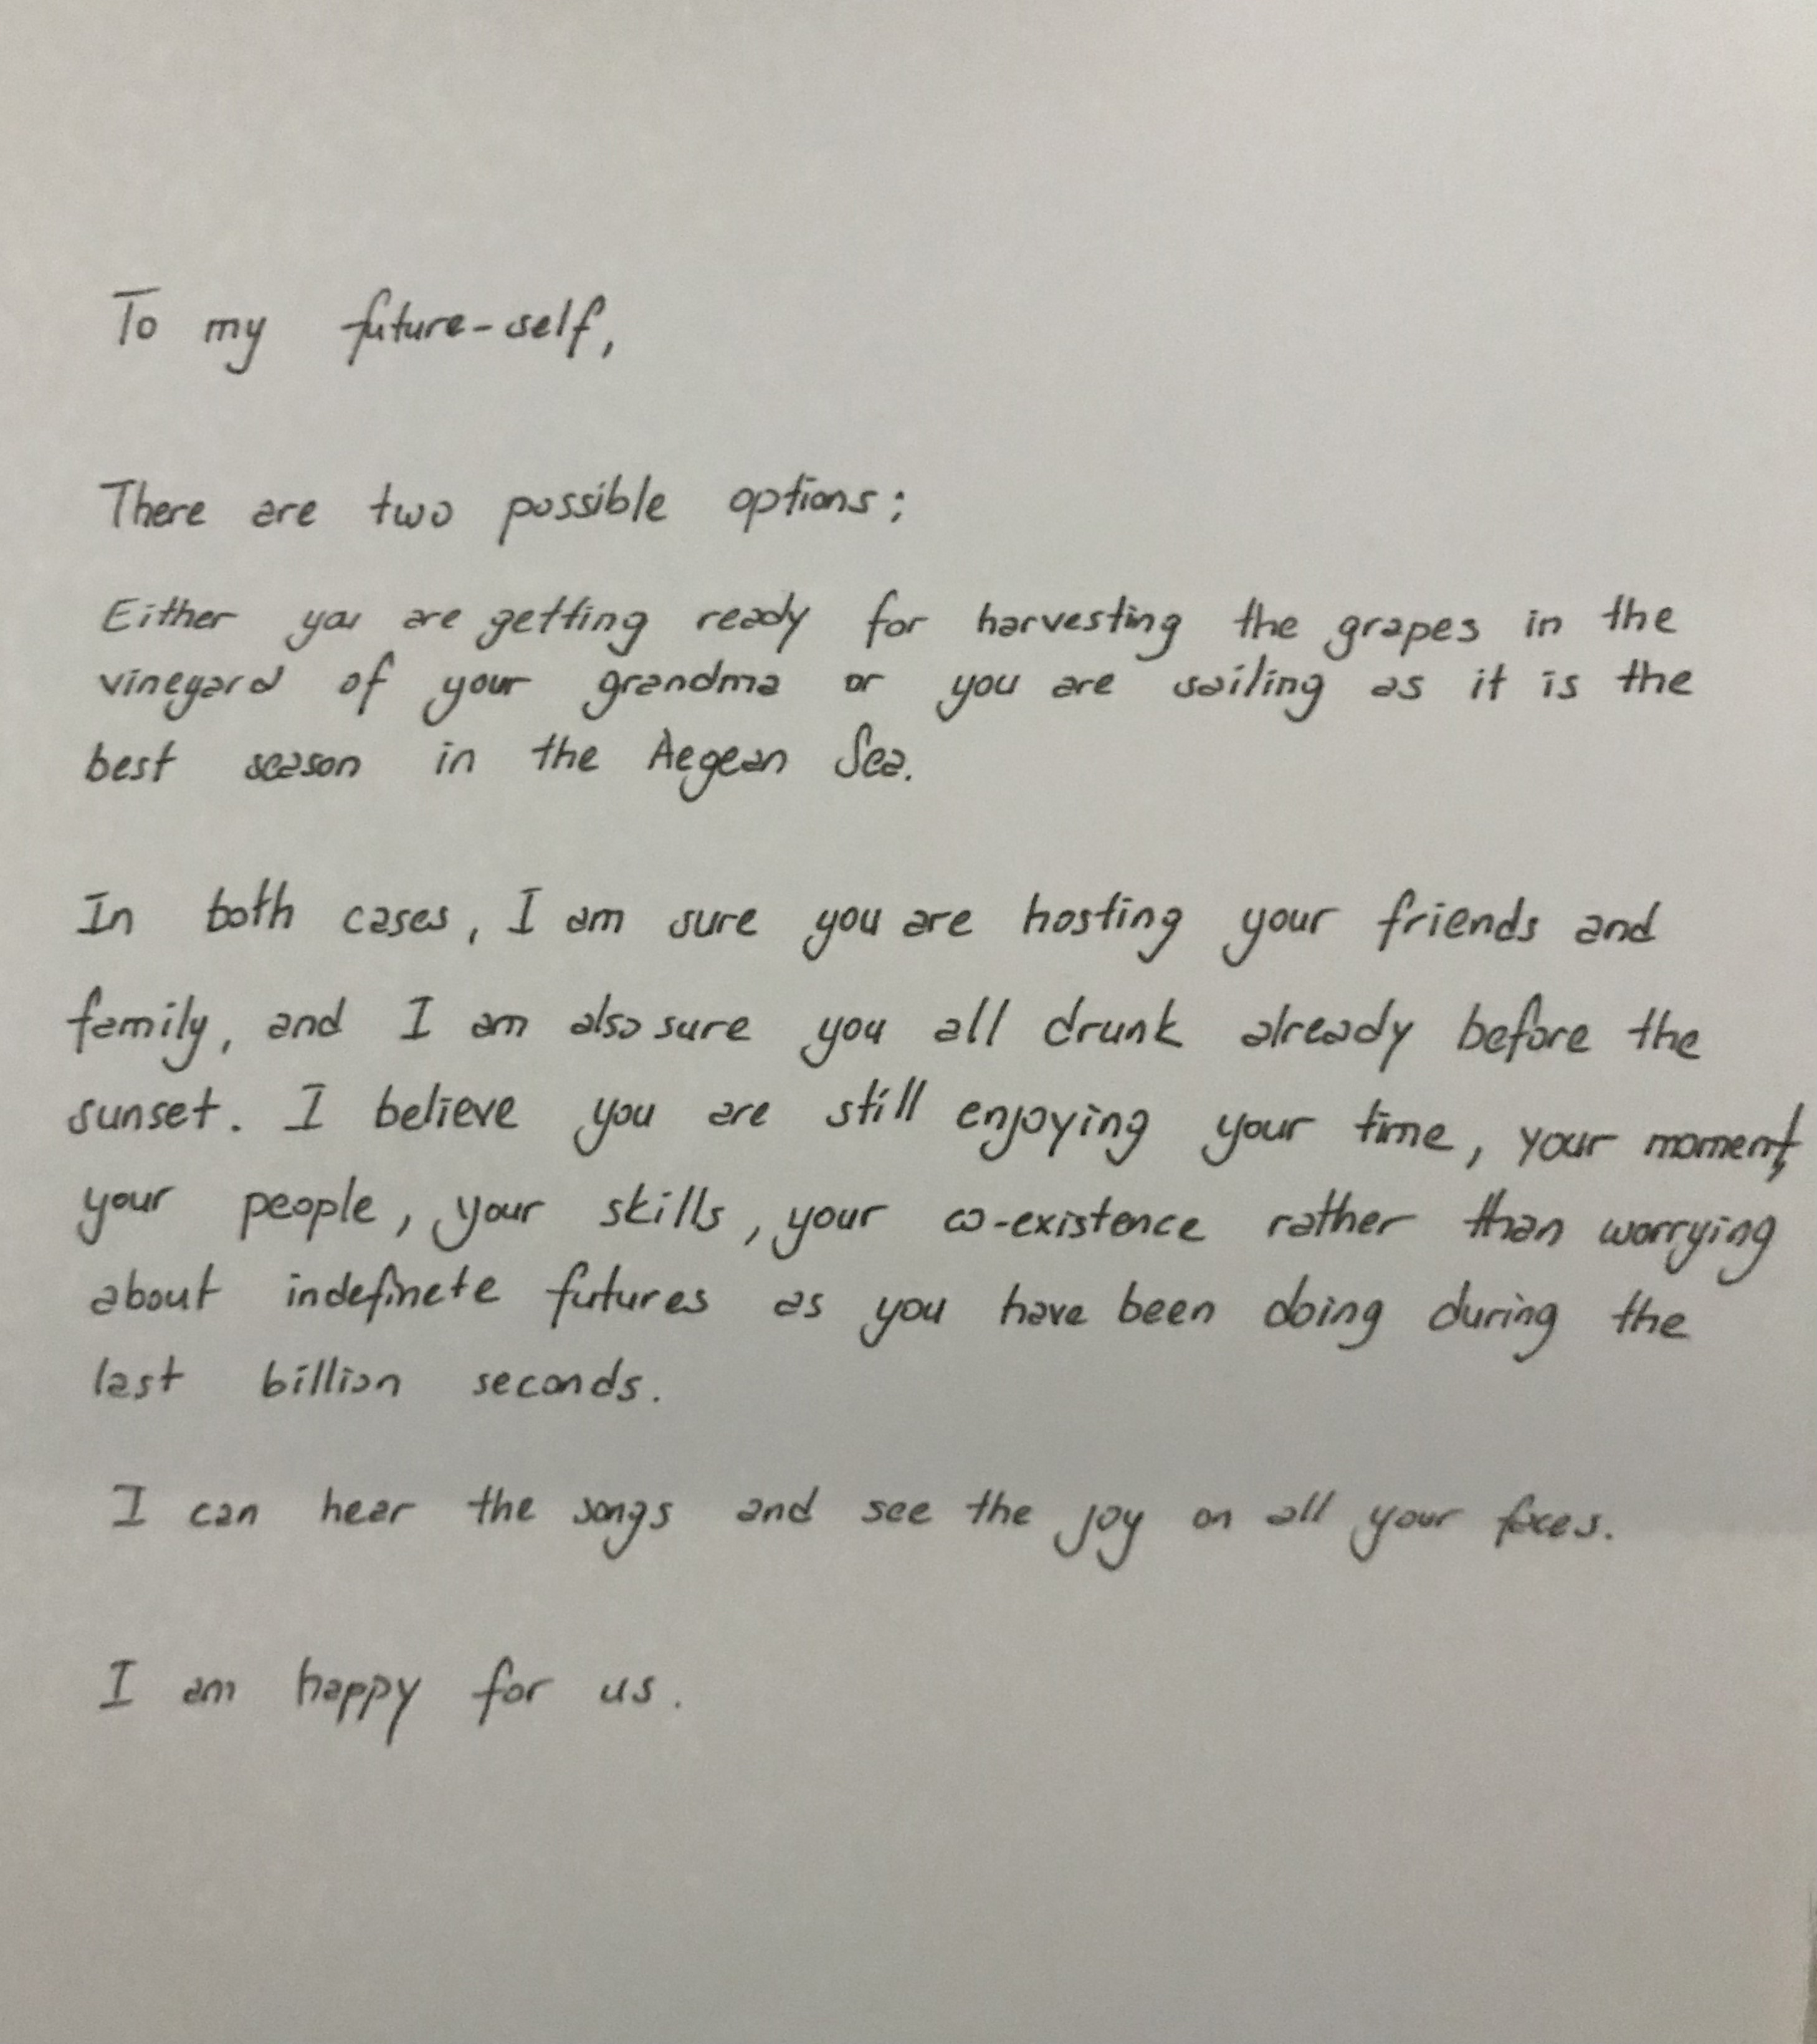 To my future-self,
There are two possible options:
Either you are getting ready for harvesting the grapes in the
vineyard of your grandma or you are sailing as it is the
best season in the Aegean Sea.
In both cases, I am sure you are hosting your friends and
family, and I am also sure you all drunk already before the
sunset. I believe you are still enjoying your time, your moment,
your people, your skills, your co-existence rather than worrying
about indefinete futures as you have been doing during the
last billion seconds.
I can hear the songs and see the joy on all your faces.
I am happy for us.